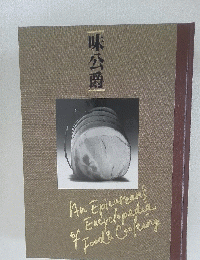 味公爵
An Epicurean's
Encyclopedia
of Food & Cooking